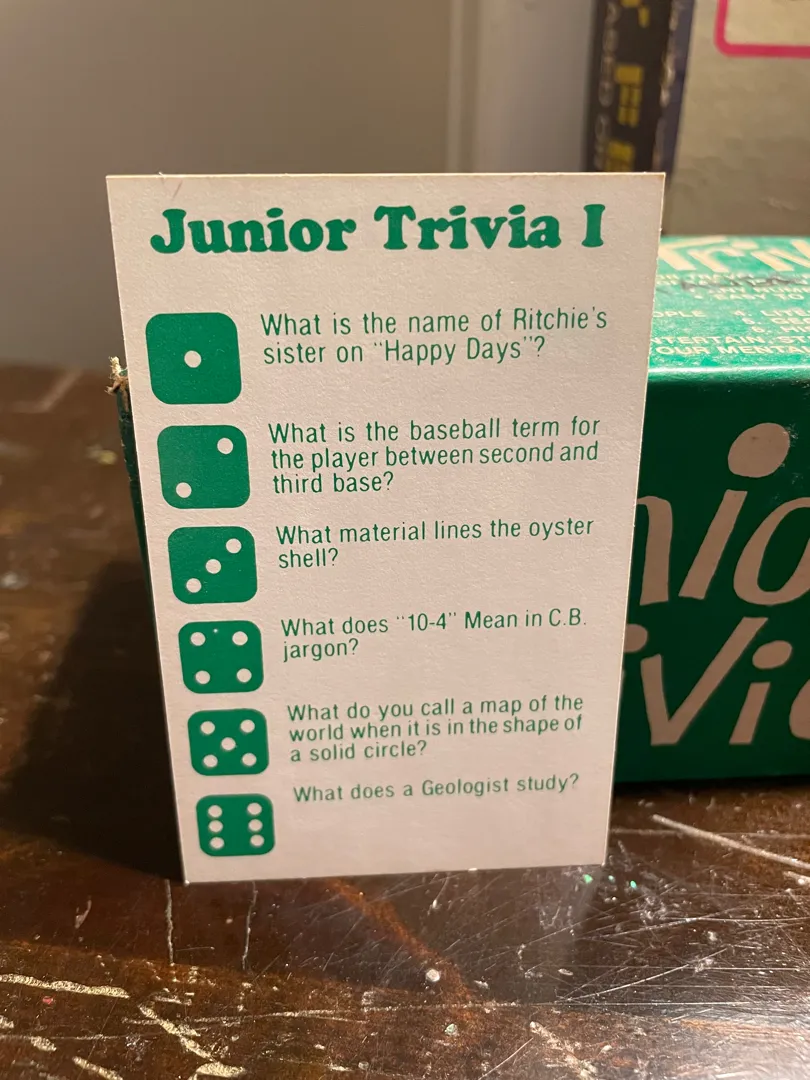 Junior Trivia I
What is the name of Ritchie's
sister on "Happy Days"?
What is the baseball term for
the player between second and
third base?
What material lines the oyster
shell?
What does "10-4" Mean in C.B.
jargon?
What do you call a map of the
world when it is in the shape of
a solid circle?
What does a Geologist study?